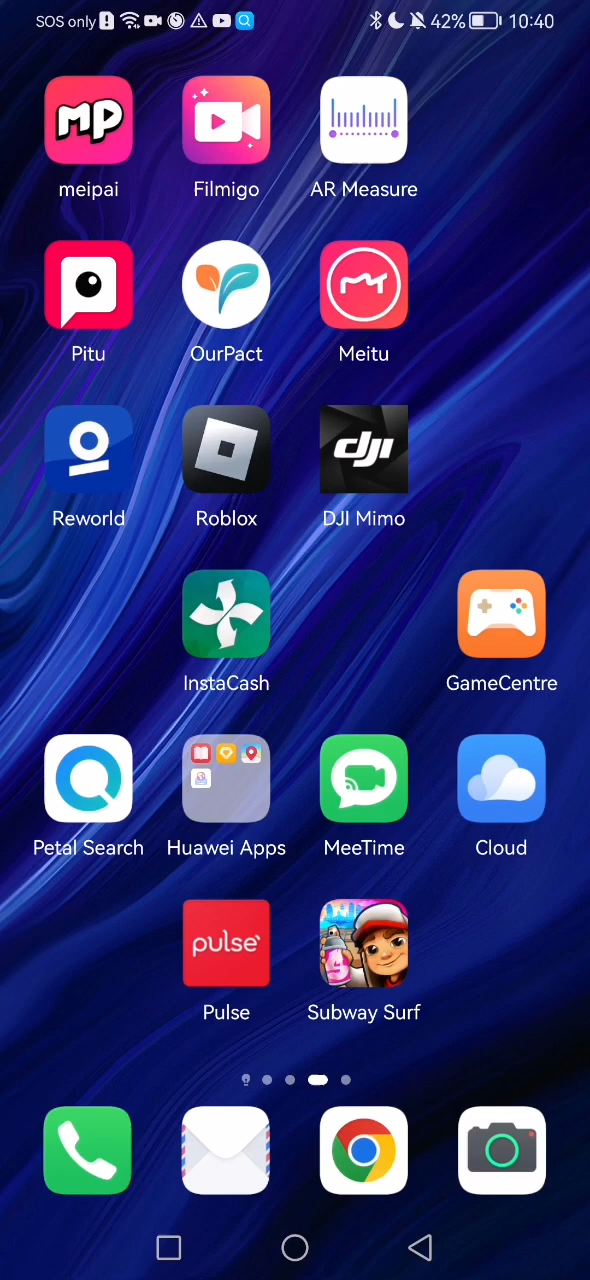 SOS only 42% 10:40
MP
meipai Filmigo AR Measure
Pitu OurPact Meitu
dji
Reworld Roblox DJI Mimo
InstaCash GameCentre
Petal Search Huawei Apps MeeTime Cloud
pulse
Pulse Subway Surf